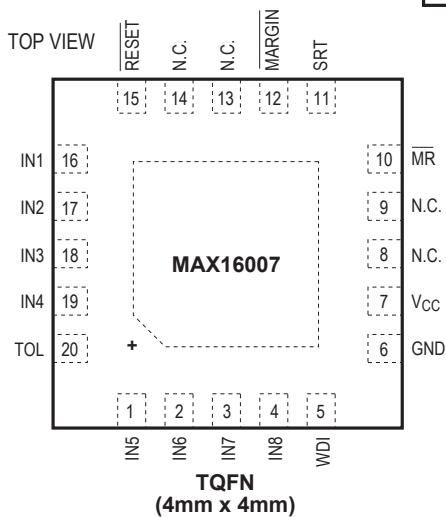 TOP VIEW
RESET
N.C.
N.C.
MARGIN
SRT
15
14
13
12
11
IN1
16
10
MR
IN2
17
9
N.C.
IN3
18
8
N.C.
MAX16007
IN4
19
7
VCC
TOL
20
+
6
GND
1
2
3
4
5
IN5
IN6
IN7
IN8
WDI
TQFN
(4mm x 4mm)